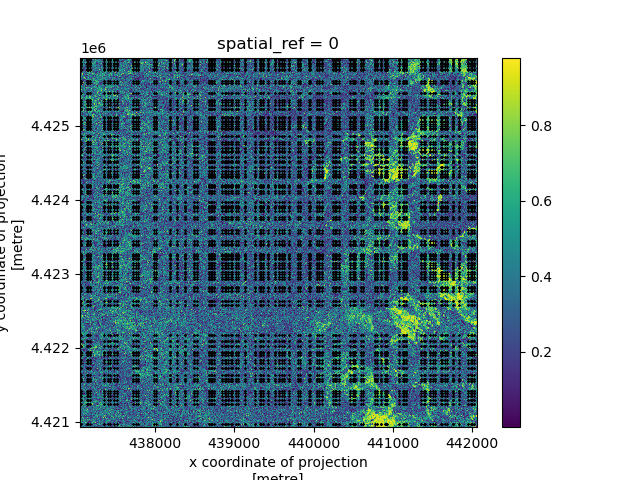 spatial_ref = 0
1e6
4.425
4.424
4.423
4.422
4.421
y coordinate of projection
[metre]
438000 439000 440000 441000 442000
x coordinate of projection
[metre]
0.8
0.6
0.4
0.2